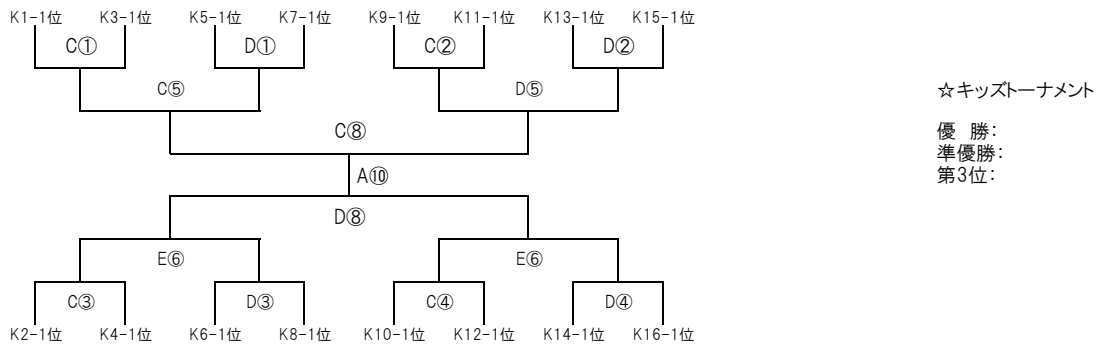 K1-1位 K3-1位 K5-1位 K7-1位 K9-1位 K11-1位 K13-1位 K15-1位
C① D① C② D②
C⑤ D⑤
☆キッズトーナメント
優 勝：
C⑧
準優勝：
第3位：
A⑩
D⑧
E⑥ E⑥
C③ D③ C④ D④
K2-1位 K4-1位 K6-1位 K8-1位 K10-1位 K12-1位 K14-1位 K16-1位